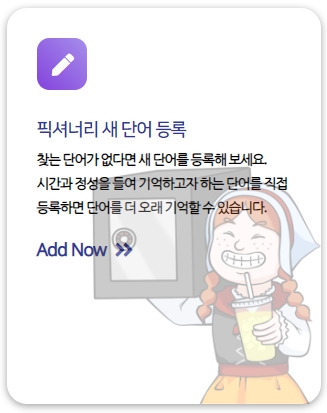 픽셔너리 새 단어 등록
찾는 단어가 없다면 새 단어를 등록해 보세요.
시간과 정성을 들여 기억하고자 하는 단어를 직접
등록하면 단어를 더 오래 기억할 수 있습니다.
Add Now